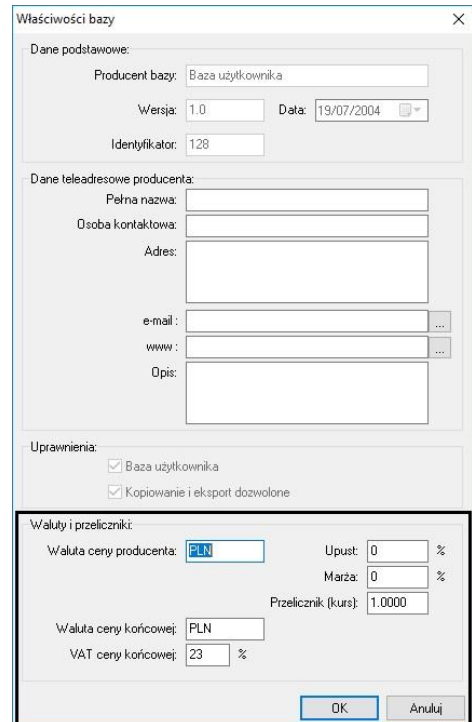 Właściwości bazy
Dane podstawowe:
Producent bazy: Baza użytkownika
Wersja: 1.0 Data: 19/07/2004
Identyfikator: 128
Dane teleadresowe producenta:
Pełna nazwa:
Osoba kontaktowa:
Adres:
e-mail : ...
www : ...
Opis:
Uprawnienia:
Baza użytkownika
Kopiowanie i eksport dozwolone
Waluty i przeliczniki:
Waluta ceny producenta: PLN Upust: 0 %
Marża: 0 %
Przelicznik (kurs): 1.0000
Waluta ceny końcowej: PLN
VAT ceny końcowej: 23 %
OK Anuluj